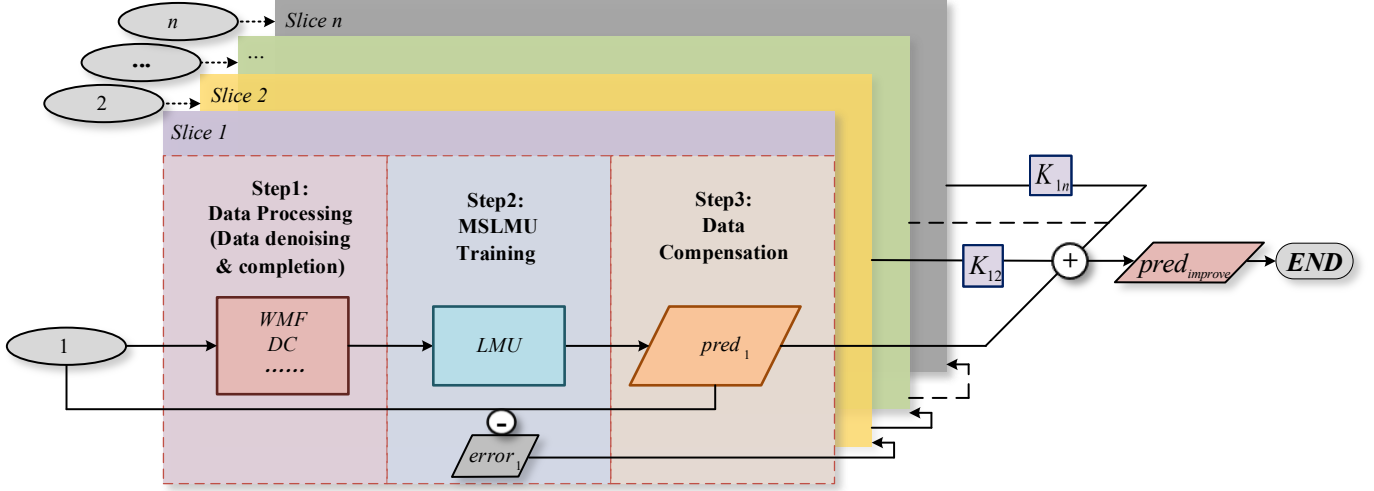 n
Slice n
...
...
2
Slice 2
Slice 1
Step1:
Data Processing
(Data denoising
& completion)
Step2:
MSLMU
Training
Step3:
Data
Compensation
K1n
K12
+
predimprove
END
1
WMF
DC
......
LMU
pred1
-
error1